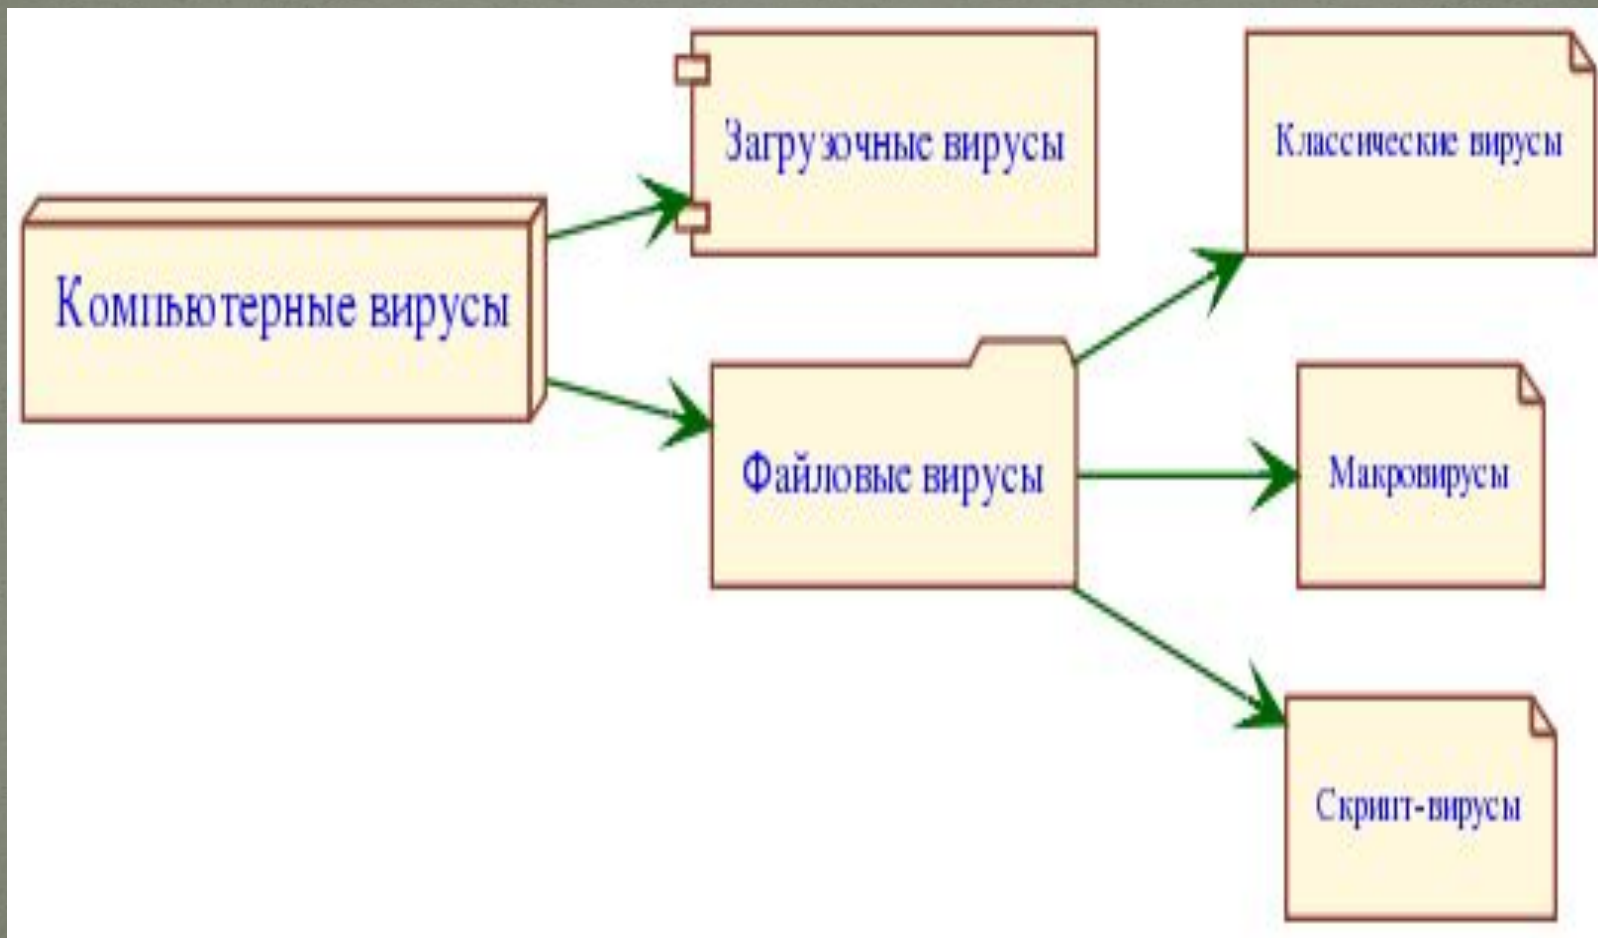 Загрузочные вирусы
Классические вирусы
Компьютерные вирусы
Файловые вирусы
Макровирусы
Скрипт-вирусы